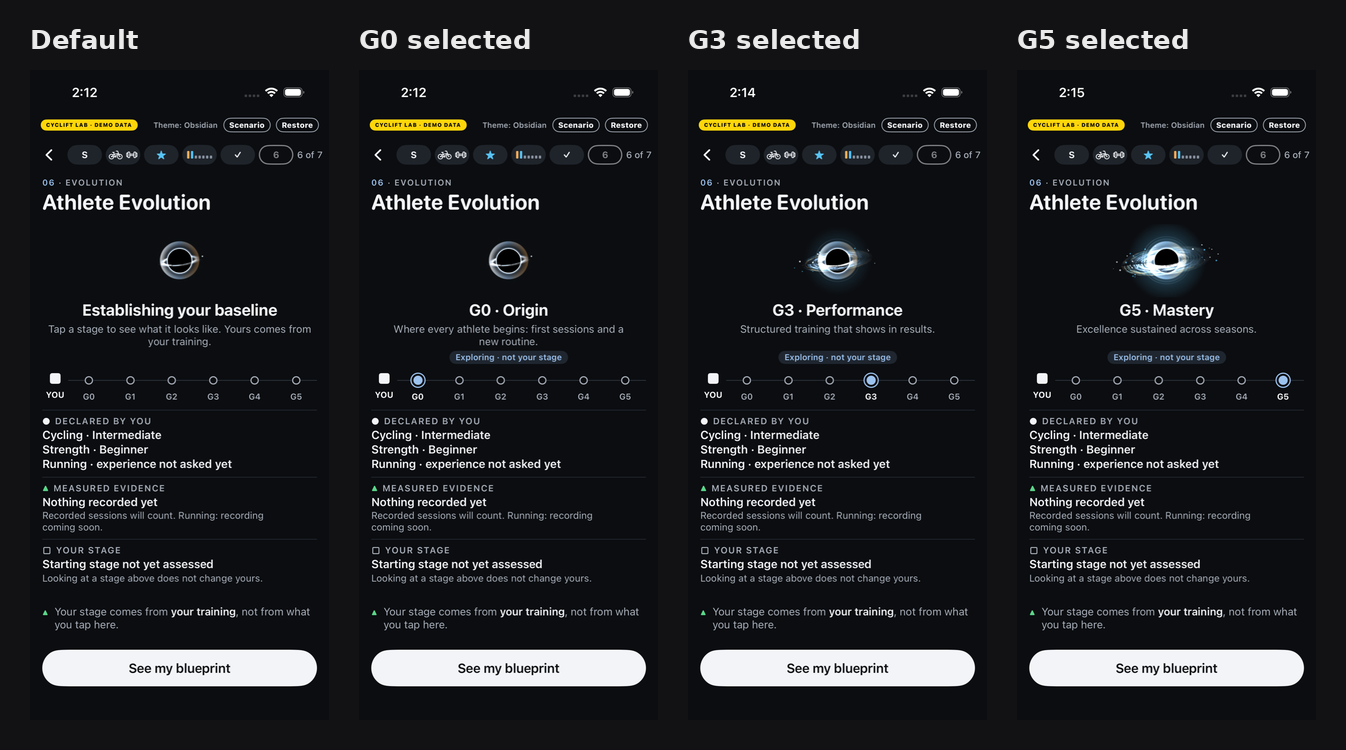 Default
2:12
CYCLIFT LAB · DEMO DATA
Theme: Obsidian
Scenario
Restore
S
6
6 of 7
06 · EVOLUTION
Athlete Evolution
Establishing your baseline
Tap a stage to see what it looks like. Yours comes from
your training.
YOU G0 G1 G2 G3 G4 G5
DECLARED BY YOU
Cycling · Intermediate
Strength · Beginner
Running · experience not asked yet
MEASURED EVIDENCE
Nothing recorded yet
Recorded sessions will count. Running: recording
coming soon.
YOUR STAGE
Starting stage not yet assessed
Looking at a stage above does not change yours.
Your stage comes from your training, not from what
you tap here.
See my blueprint
G0 selected
2:12
CYCLIFT LAB · DEMO DATA
Theme: Obsidian
Scenario
Restore
S
6
6 of 7
06 · EVOLUTION
Athlete Evolution
G0 · Origin
Where every athlete begins: first sessions and a
new routine.
Exploring · not your stage
YOU G0 G1 G2 G3 G4 G5
DECLARED BY YOU
Cycling · Intermediate
Strength · Beginner
Running · experience not asked yet
MEASURED EVIDENCE
Nothing recorded yet
Recorded sessions will count. Running: recording
coming soon.
YOUR STAGE
Starting stage not yet assessed
Looking at a stage above does not change yours.
Your stage comes from your training, not from what
you tap here.
See my blueprint
G3 selected
2:14
CYCLIFT LAB · DEMO DATA
Theme: Obsidian
Scenario
Restore
S
6
6 of 7
06 · EVOLUTION
Athlete Evolution
G3 · Performance
Structured training that shows in results.
Exploring · not your stage
YOU G0 G1 G2 G3 G4 G5
DECLARED BY YOU
Cycling · Intermediate
Strength · Beginner
Running · experience not asked yet
MEASURED EVIDENCE
Nothing recorded yet
Recorded sessions will count. Running: recording
coming soon.
YOUR STAGE
Starting stage not yet assessed
Looking at a stage above does not change yours.
Your stage comes from your training, not from what
you tap here.
See my blueprint
G5 selected
2:15
CYCLIFT LAB · DEMO DATA
Theme: Obsidian
Scenario
Restore
S
6
6 of 7
06 · EVOLUTION
Athlete Evolution
G5 · Mastery
Excellence sustained across seasons.
Exploring · not your stage
YOU G0 G1 G2 G3 G4 G5
DECLARED BY YOU
Cycling · Intermediate
Strength · Beginner
Running · experience not asked yet
MEASURED EVIDENCE
Nothing recorded yet
Recorded sessions will count. Running: recording
coming soon.
YOUR STAGE
Starting stage not yet assessed
Looking at a stage above does not change yours.
Your stage comes from your training, not from what
you tap here.
See my blueprint